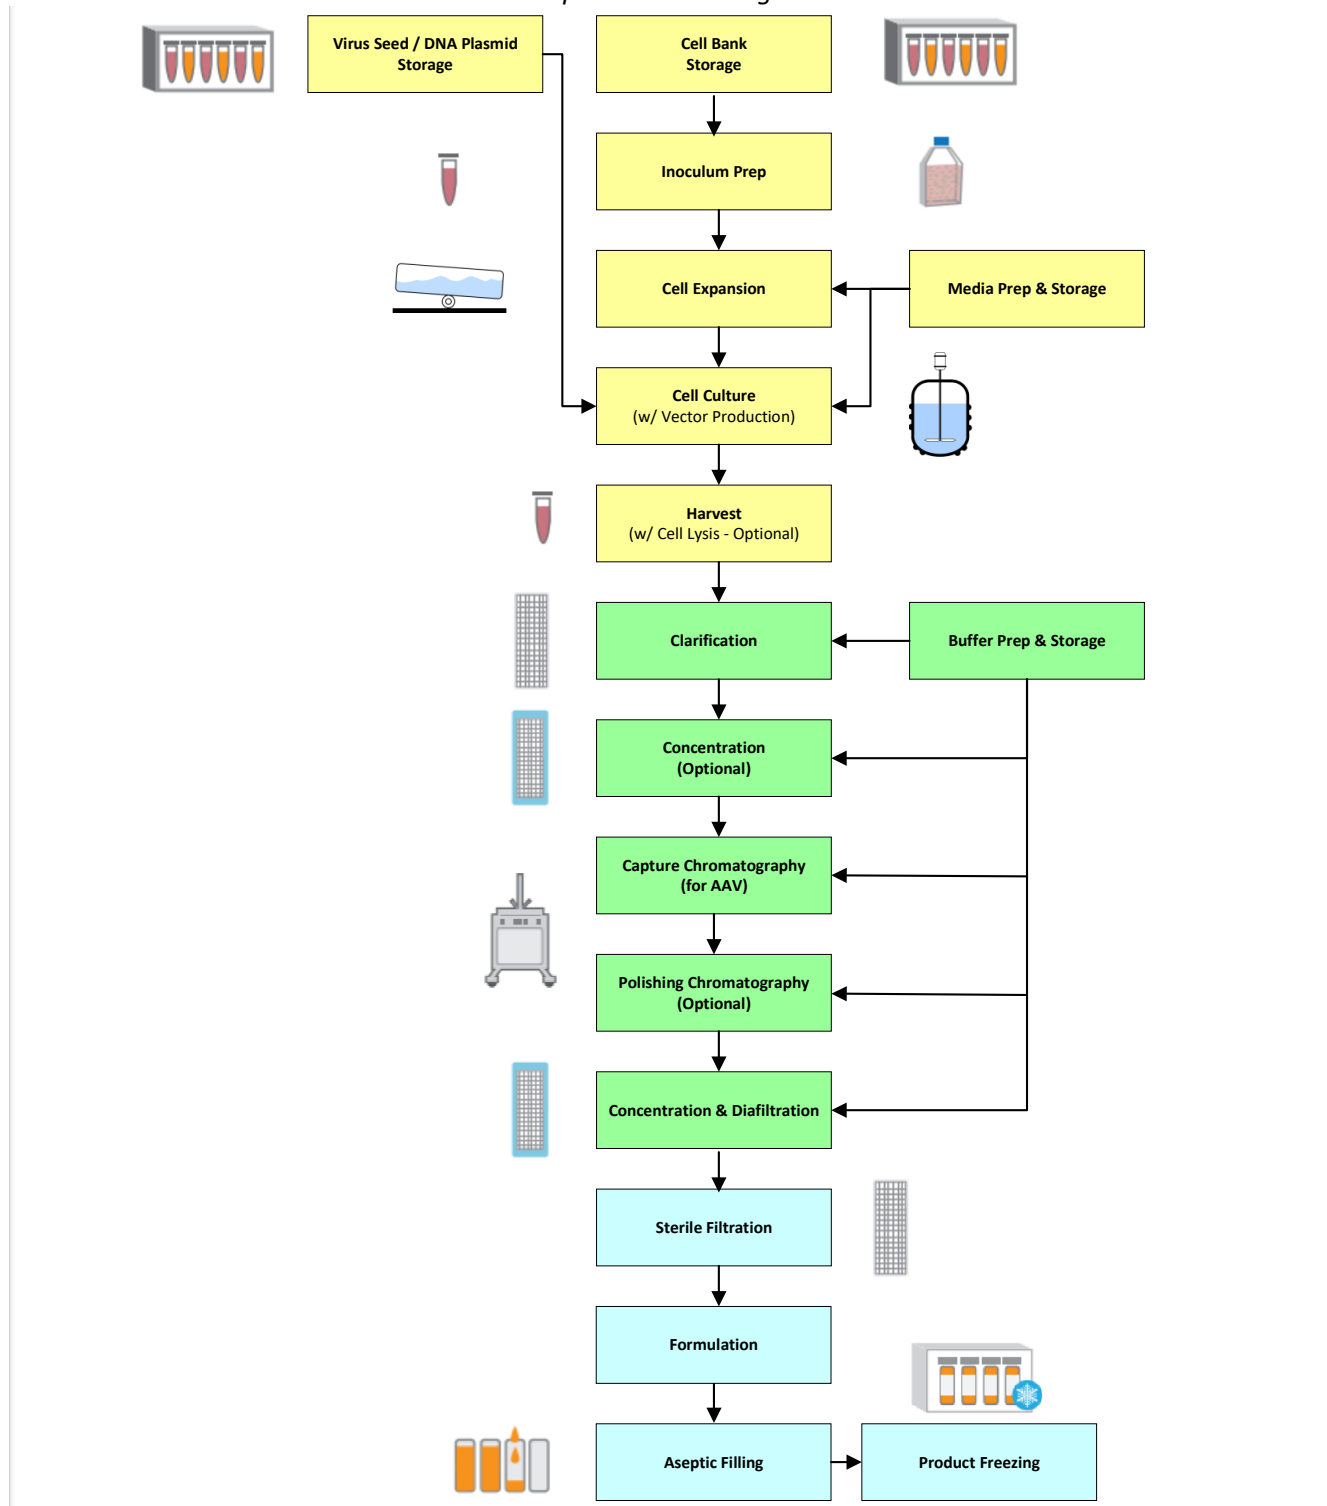 Virus Seed / DNA Plasmid
Storage
Cell Bank
Storage
Inoculum Prep
Cell Expansion
Media Prep & Storage
Cell Culture
(w/ Vector Production)
Harvest
(w/ Cell Lysis - Optional)
Clarification
Buffer Prep & Storage
Concentration
(Optional)
Capture Chromatography
(for AAV)
Polishing Chromatography
(Optional)
Concentration & Diafiltration
Sterile Filtration
Formulation
Aseptic Filling
Product Freezing